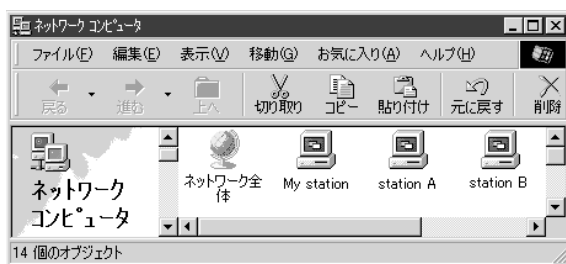 ネットワーク コンピュータ
ファイル(F) 編集(E) 表示(V) 移動(G) お気に入り(A) ヘルプ(H)
戻る 進む 上へ 切り取り コピー 貼り付け 元に戻す 削除
ネットワーク
コンピュータ
ネットワーク全
体
My station
station A
station B
14 個のオブジェクト